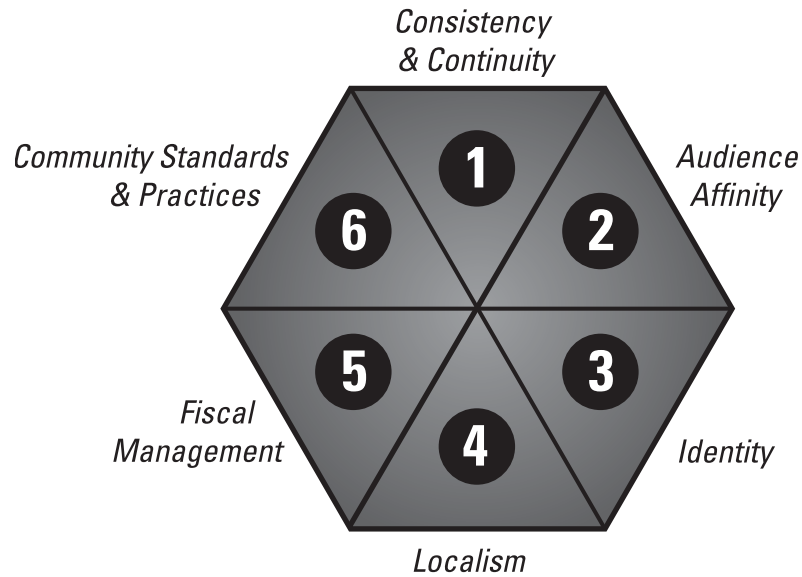 Consistency
& Continuity
1
Audience
Affinity
2
3
Identity
4
Localism
5
Fiscal
Management
6
Community Standards
& Practices